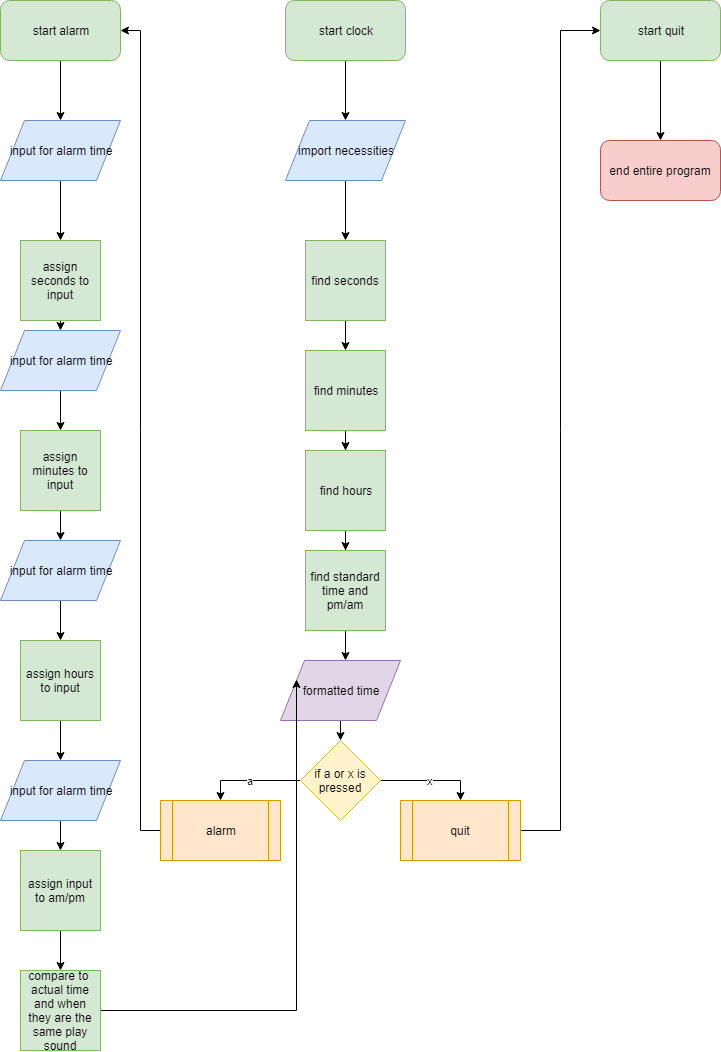 start alarm
start clock
start quit
input for alarm time
import necessities
end entire program
assign
seconds to
input
find seconds
input for alarm time
find minutes
assign
minutes to
input
find hours
input for alarm time
find standard
time and
pm/am
assign hours
to input
formatted time
input for alarm time
if a or x is
pressed
a
x
alarm
quit
assign input
to am/pm
compare to
actual time
and when
they are the
same play
sound